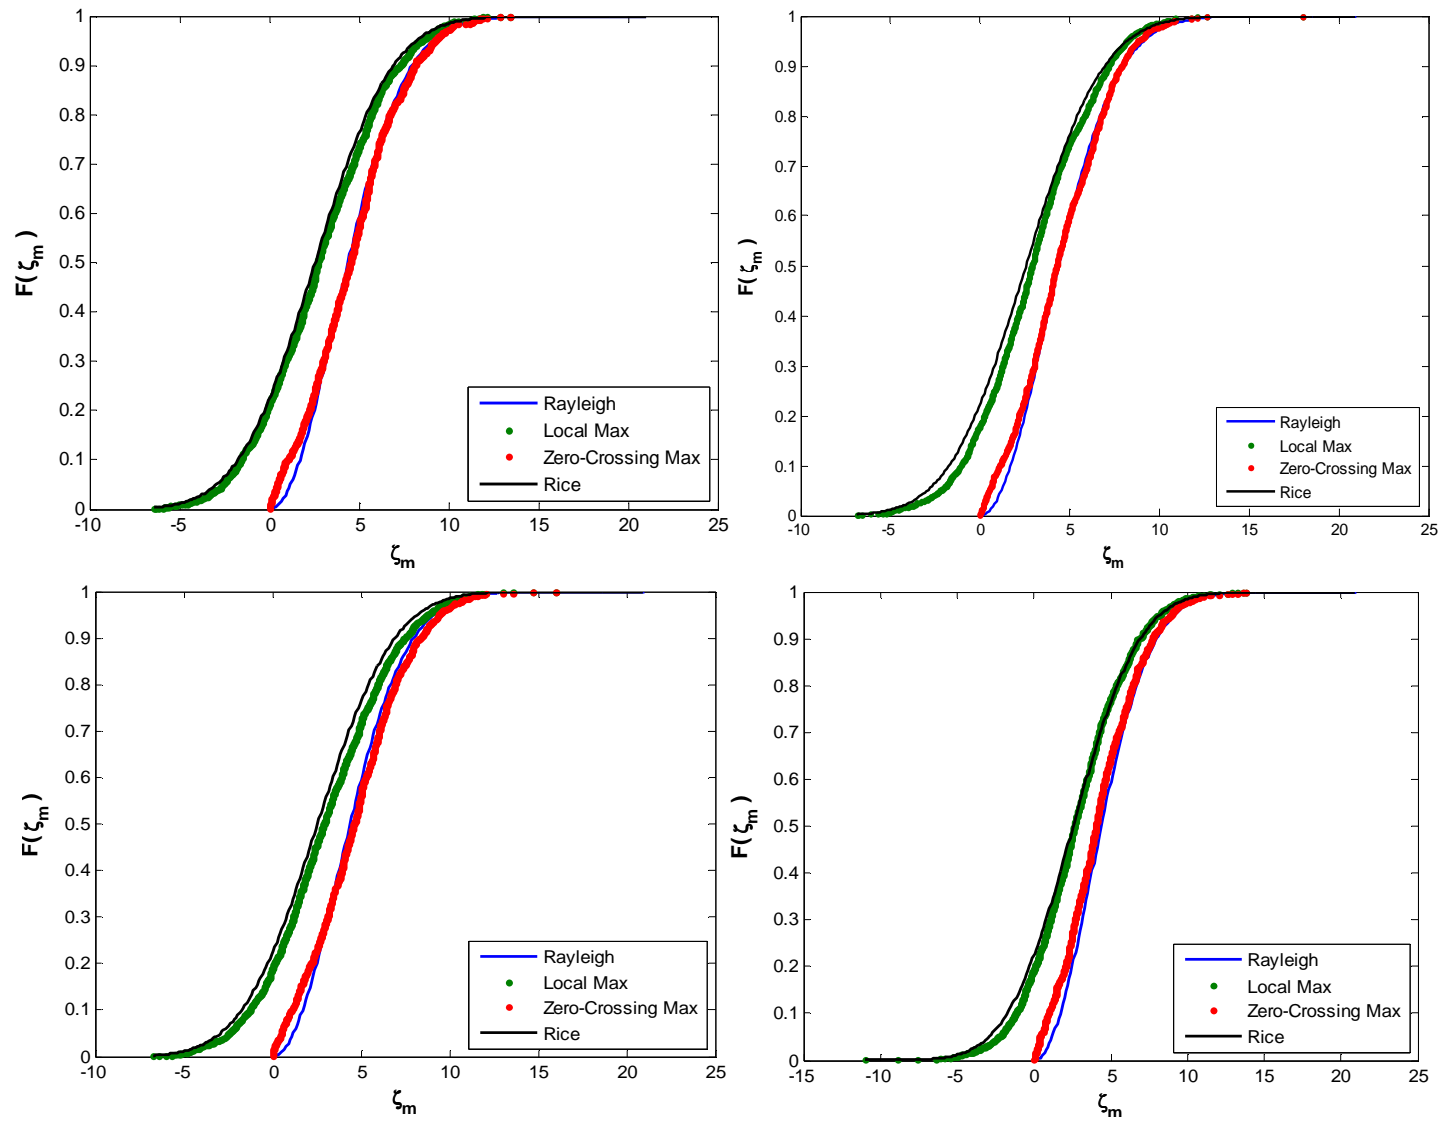 1
0.9
0.8
0.7
0.6
0.5
0.4
0.3
0.2
0.1
0
-10 -5 0 5 10 15 20 25
F(ζm)
ζm
Rayleigh
Local Max
Zero-Crossing Max
Rice
1
0.9
0.8
0.7
0.6
0.5
0.4
0.3
0.2
0.1
0
-10 -5 0 5 10 15 20 25
F(ζm)
ζm
Rayleigh
Local Max
Zero-Crossing Max
Rice
1
0.9
0.8
0.7
0.6
0.5
0.4
0.3
0.2
0.1
0
-10 -5 0 5 10 15 20 25
F(ζm)
ζm
Rayleigh
Local Max
Zero-Crossing Max
Rice
1
0.9
0.8
0.7
0.6
0.5
0.4
0.3
0.2
0.1
0
-15 -10 -5 0 5 10 15 20 25
F(ζm)
ζm
Rayleigh
Local Max
Zero-Crossing Max
Rice